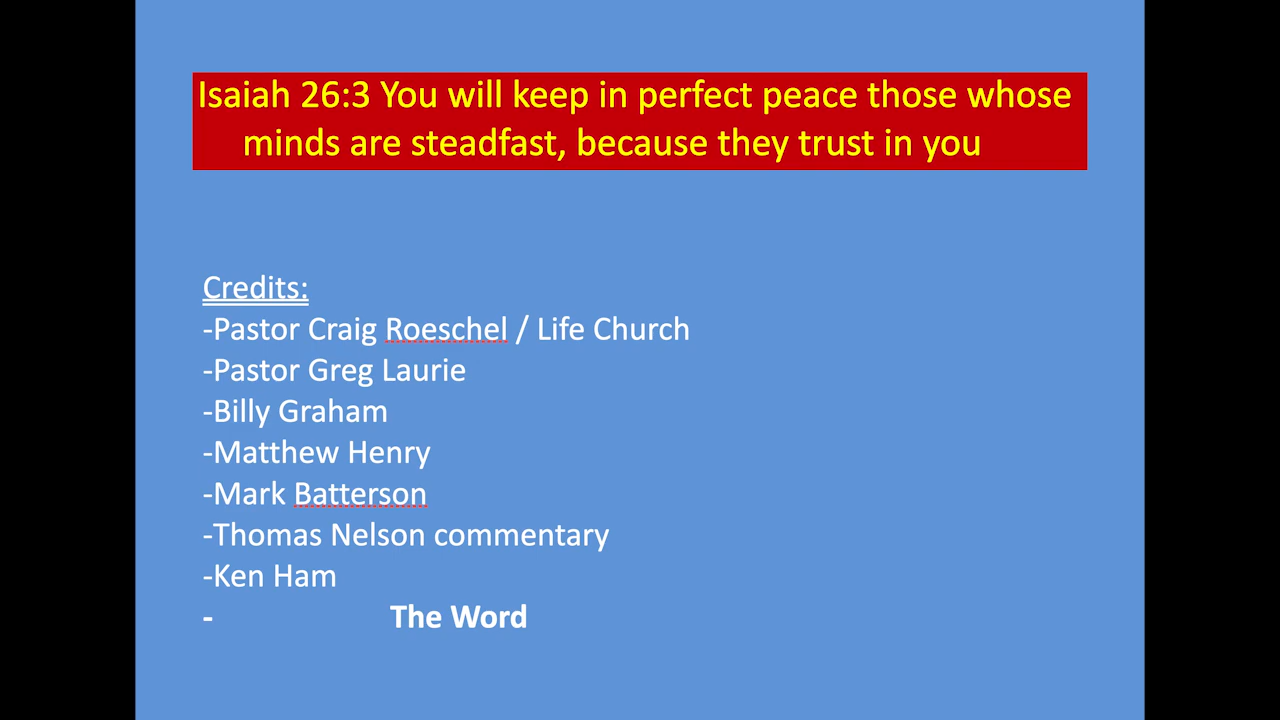 Isaiah 26:3 You will keep in perfect peace those whose
minds are steadfast, because they trust in you
Credits:
-Pastor Craig Roeschel / Life Church
-Pastor Greg Laurie
-Billy Graham
-Matthew Henry
-Mark Batterson
-Thomas Nelson commentary
-Ken Ham
- The Word